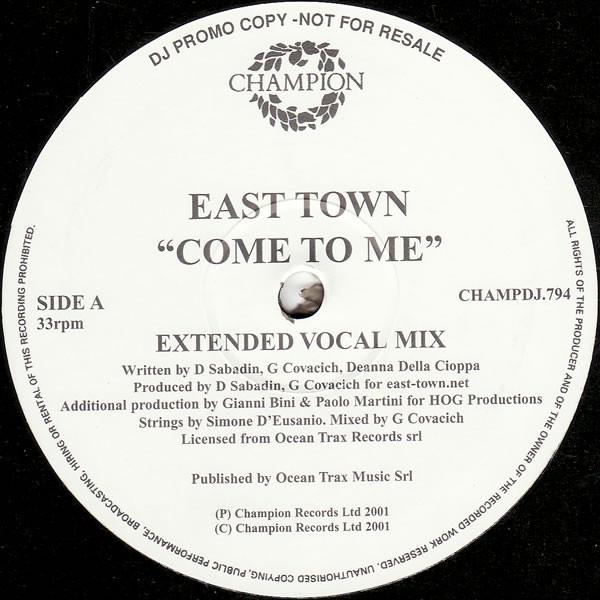 DJ PROMO COPY -NOT FOR RESALE
CHAMPION
EAST TOWN
“COME TO ME”
SIDE A
33rpm
CHAMPDJ.794
EXTENDED VOCAL MIX
Written by D Sabadin, G Covacich, Deanna Della Cioppa
Produced by D Sabadin, G Covacich for east-town.net
Additional production by Gianni Bini & Paolo Martini for HOG Productions
Strings by Simone D'Eusanio. Mixed by G Covacich
Licensed from Ocean Trax Records srl
Published by Ocean Trax Music Srl
(P) Champion Records Ltd 2001
(C) Champion Records Ltd 2001
ALL RIGHTS OF THE PRODUCER AND OF THE OWNER OF THE RECORDED WORK RESERVED. UNAUTHORISED COPYING, PUBLIC PERFORMANCE, BROADCASTING, HIRING OR RENTAL OF THIS RECORDING PROHIBITED.